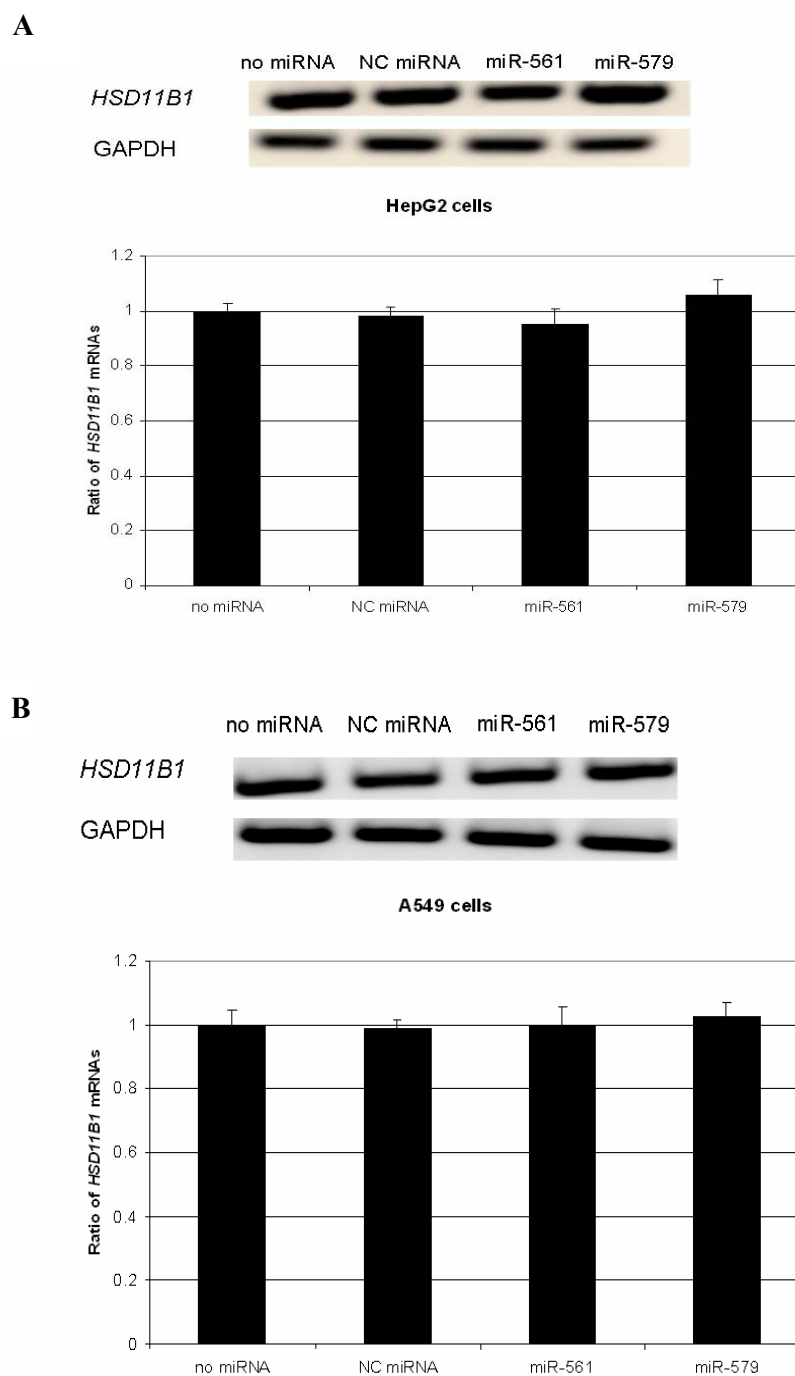 A
no miRNA NC miRNA miR-561 miR-579
HSD11B1
GAPDH
HepG2 cells
Ratio of HSD11B1 mRNAs
1.2
1
0.8
0.6
0.4
0.2
0
no miRNA NC miRNA miR-561 miR-579
B
no miRNA NC miRNA miR-561 miR-579
HSD11B1
GAPDH
A549 cells
Ratio of HSD11B1 mRNAs
1.2
1
0.8
0.6
0.4
0.2
0
no miRNA NC miRNA miR-561 miR-579